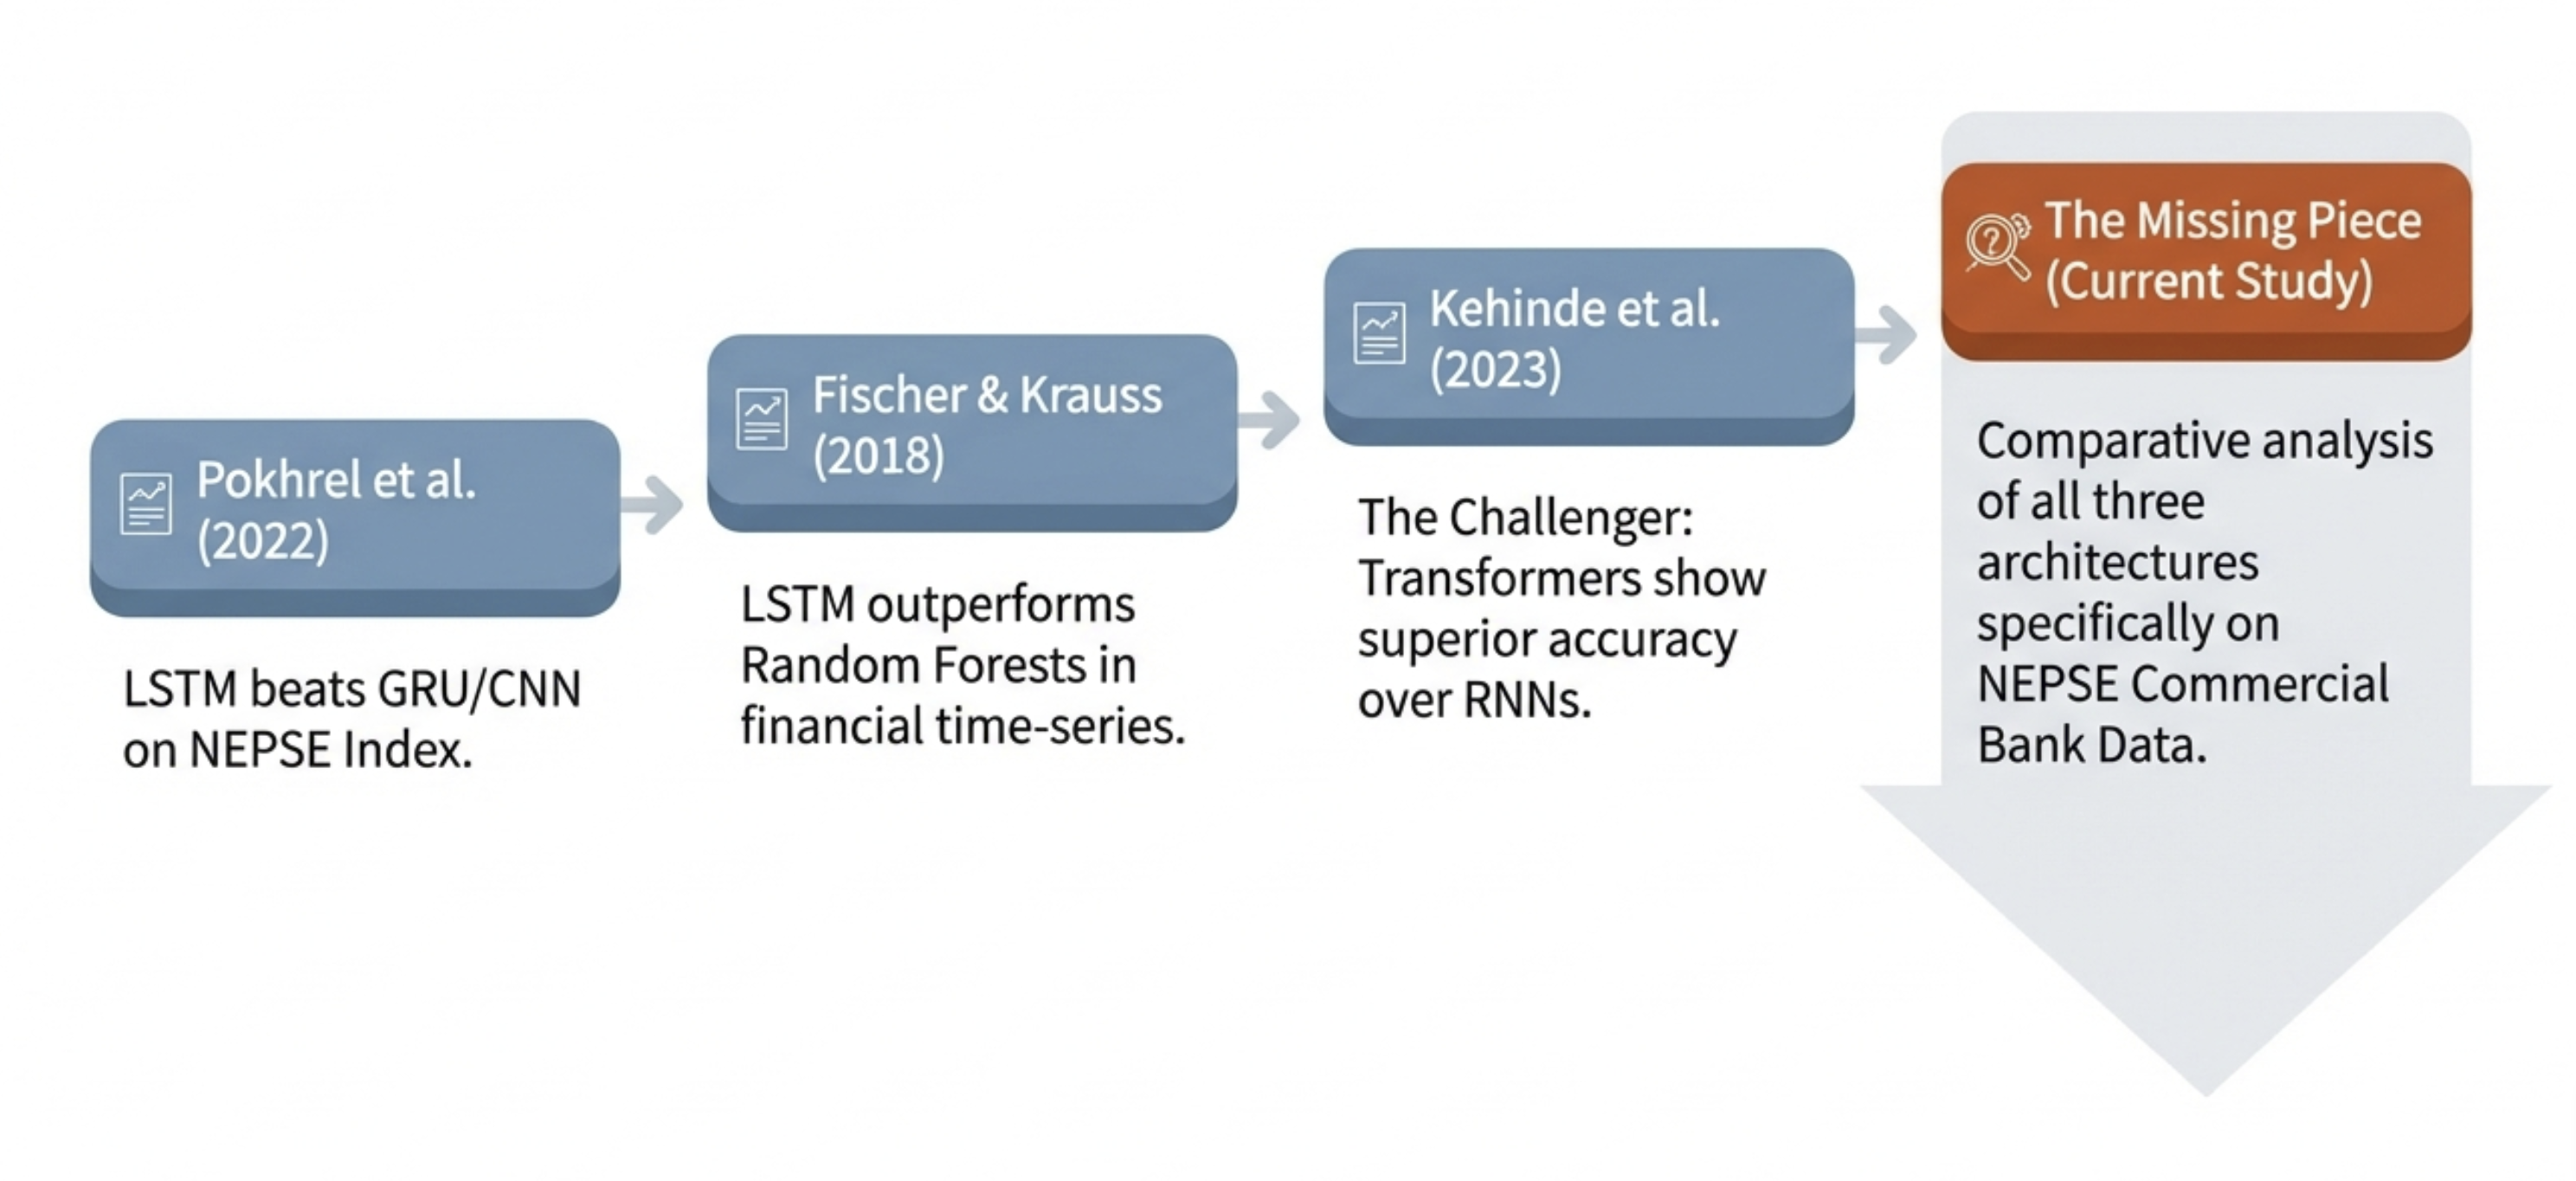 Pokhrel et al.
(2022)
LSTM beats GRU/CNN
on NEPSE Index.
Fischer & Krauss
(2018)
LSTM outperforms
Random Forests in
financial time-series.
Kehinde et al.
(2023)
The Challenger:
Transformers show
superior accuracy
over RNNs.
?
The Missing Piece
(Current Study)
Comparative analysis
of all three
architectures
specifically on
NEPSE Commercial
Bank Data.